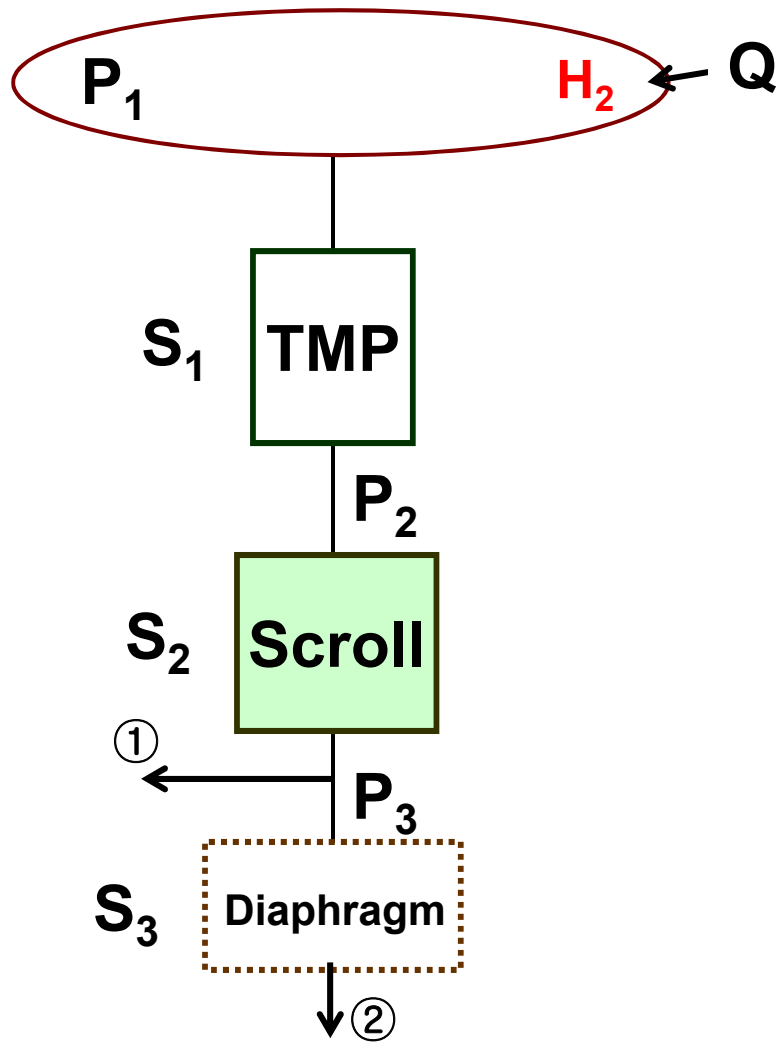 P₁ H₂ Q
S₁ TMP
P₂
S₂ Scroll
①
P₃
S₃ Diaphragm
②